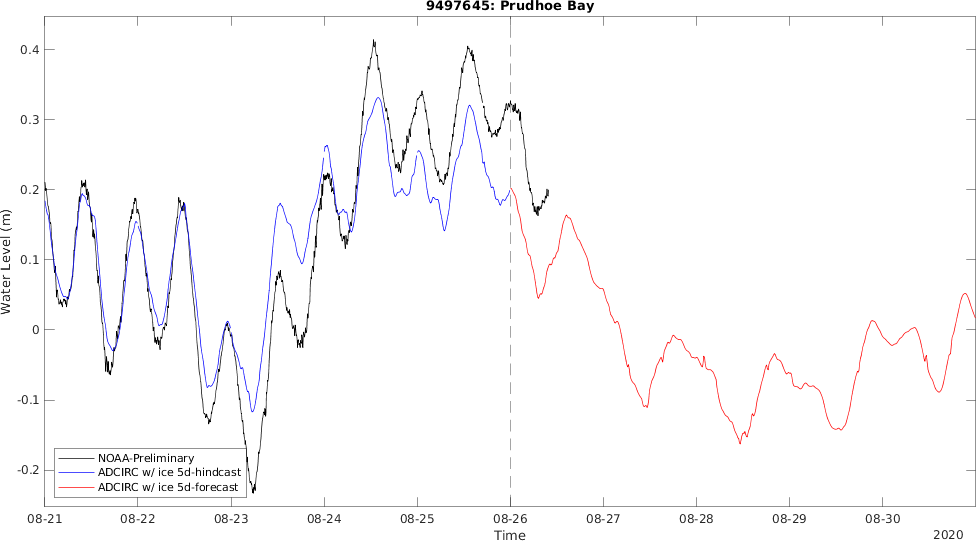 9497645: Prudhoe Bay
Water Level (m)
0.4
0.3
0.2
0.1
0
-0.1
-0.2
NOAA-Preliminary
ADCIRC w/ ice 5d-hindcast
ADCIRC w/ ice 5d-forecast
08-21 08-22 08-23 08-24 08-25 08-26 08-27 08-28 08-29 08-30
Time
2020